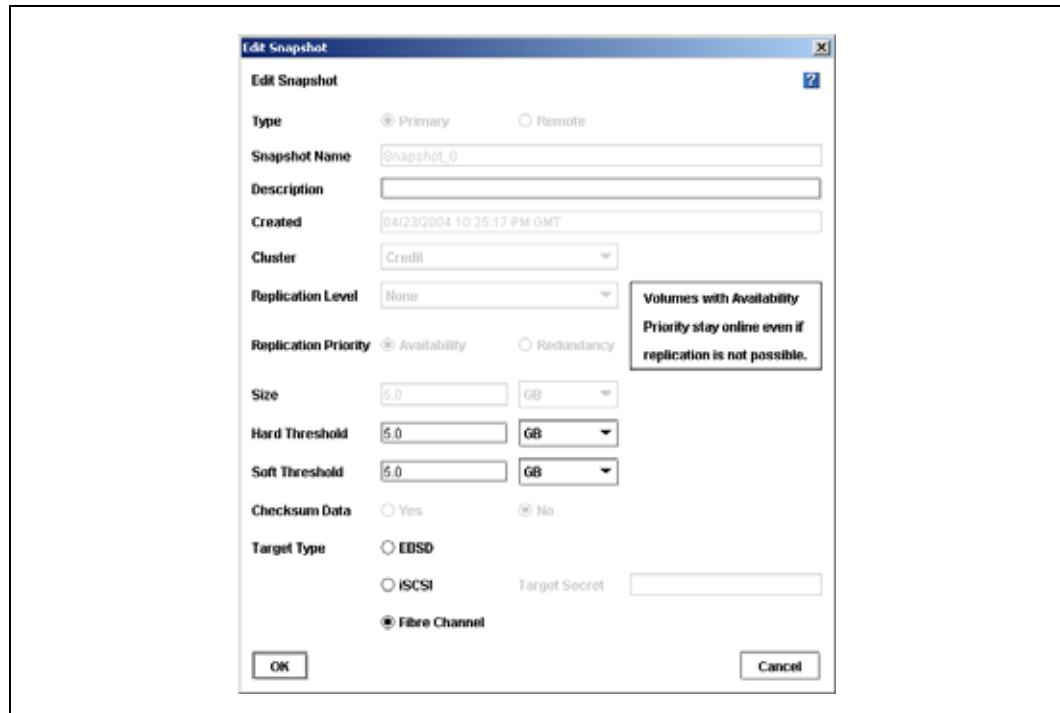 Edit Snapshot
Edit Snapshot
?
Type Primary Remote
Snapshot Name Snapshot_0
Description
Created 04/23/2004 10:25:17 PM GMT
Cluster Credit
Replication Level None
Volumes with Availability
Priority stay online even if
replication is not possible.
Replication Priority Availability Redundancy
Size 5.0 GB
Hard Threshold 5.0 GB
Soft Threshold 5.0 GB
Checksum Data Yes No
Target Type EBSD
iSCSI Target Secret
Fibre Channel
OK Cancel